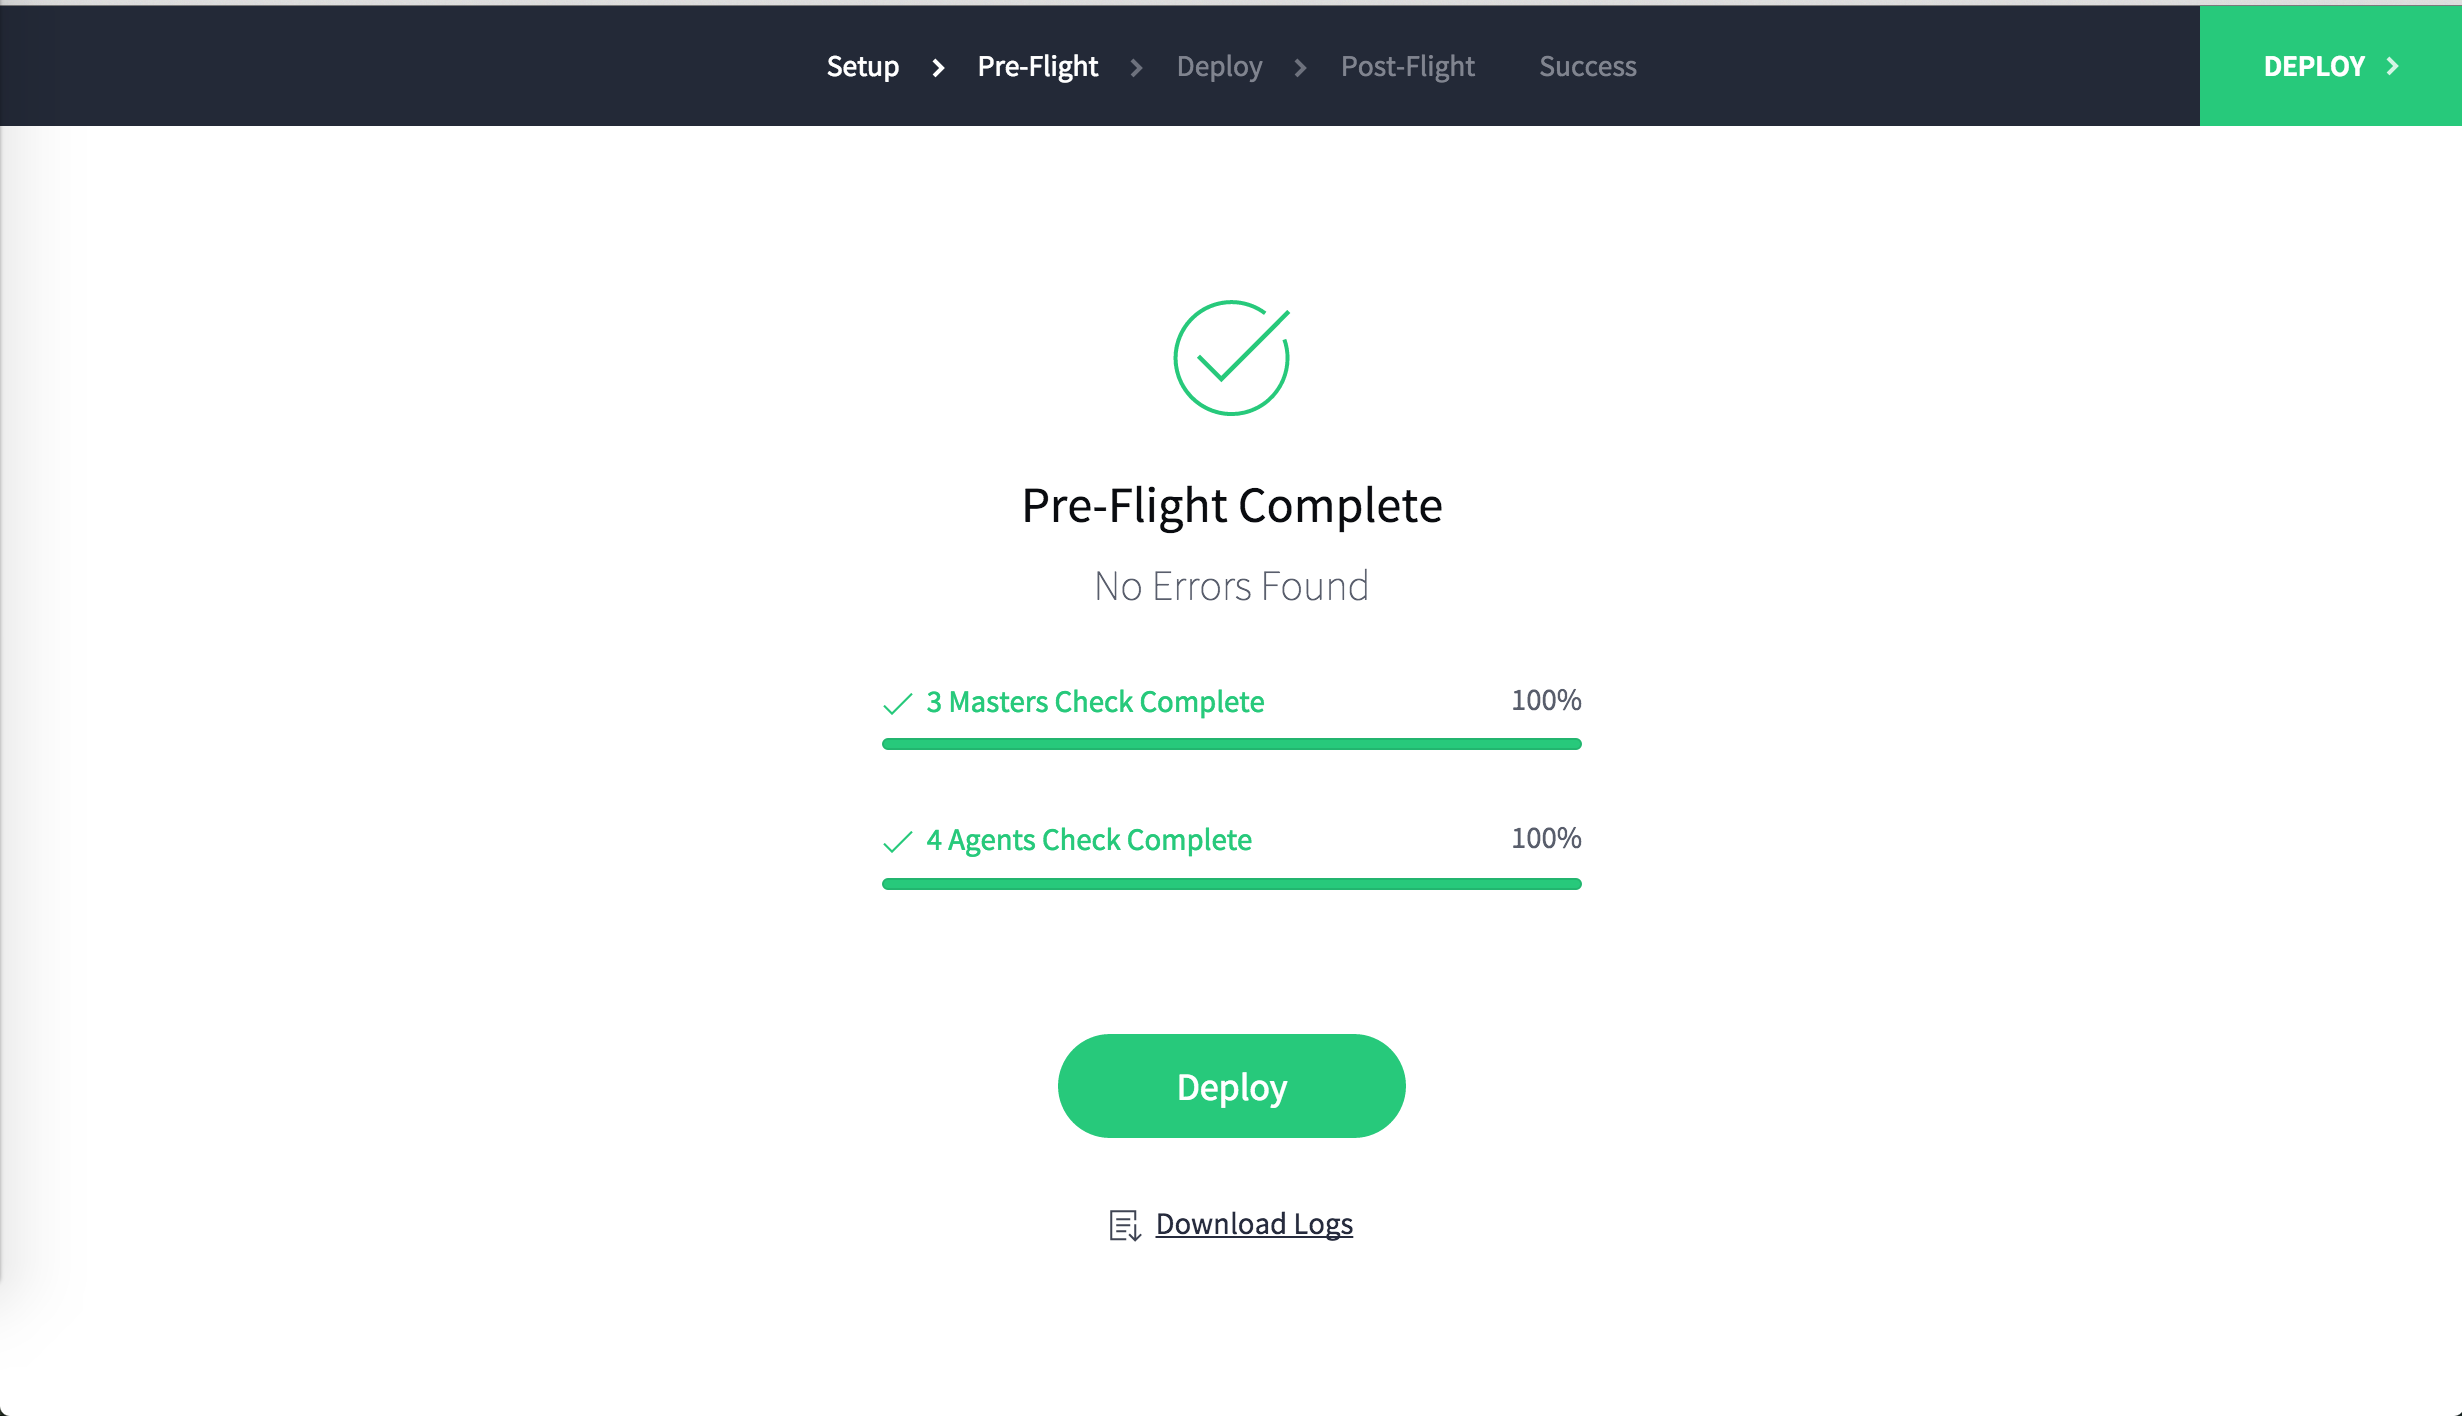 Setup Pre-Flight Deploy Post-Flight Success DEPLOY
Pre-Flight Complete
No Errors Found
3 Masters Check Complete 100%
4 Agents Check Complete 100%
Deploy
Download Logs